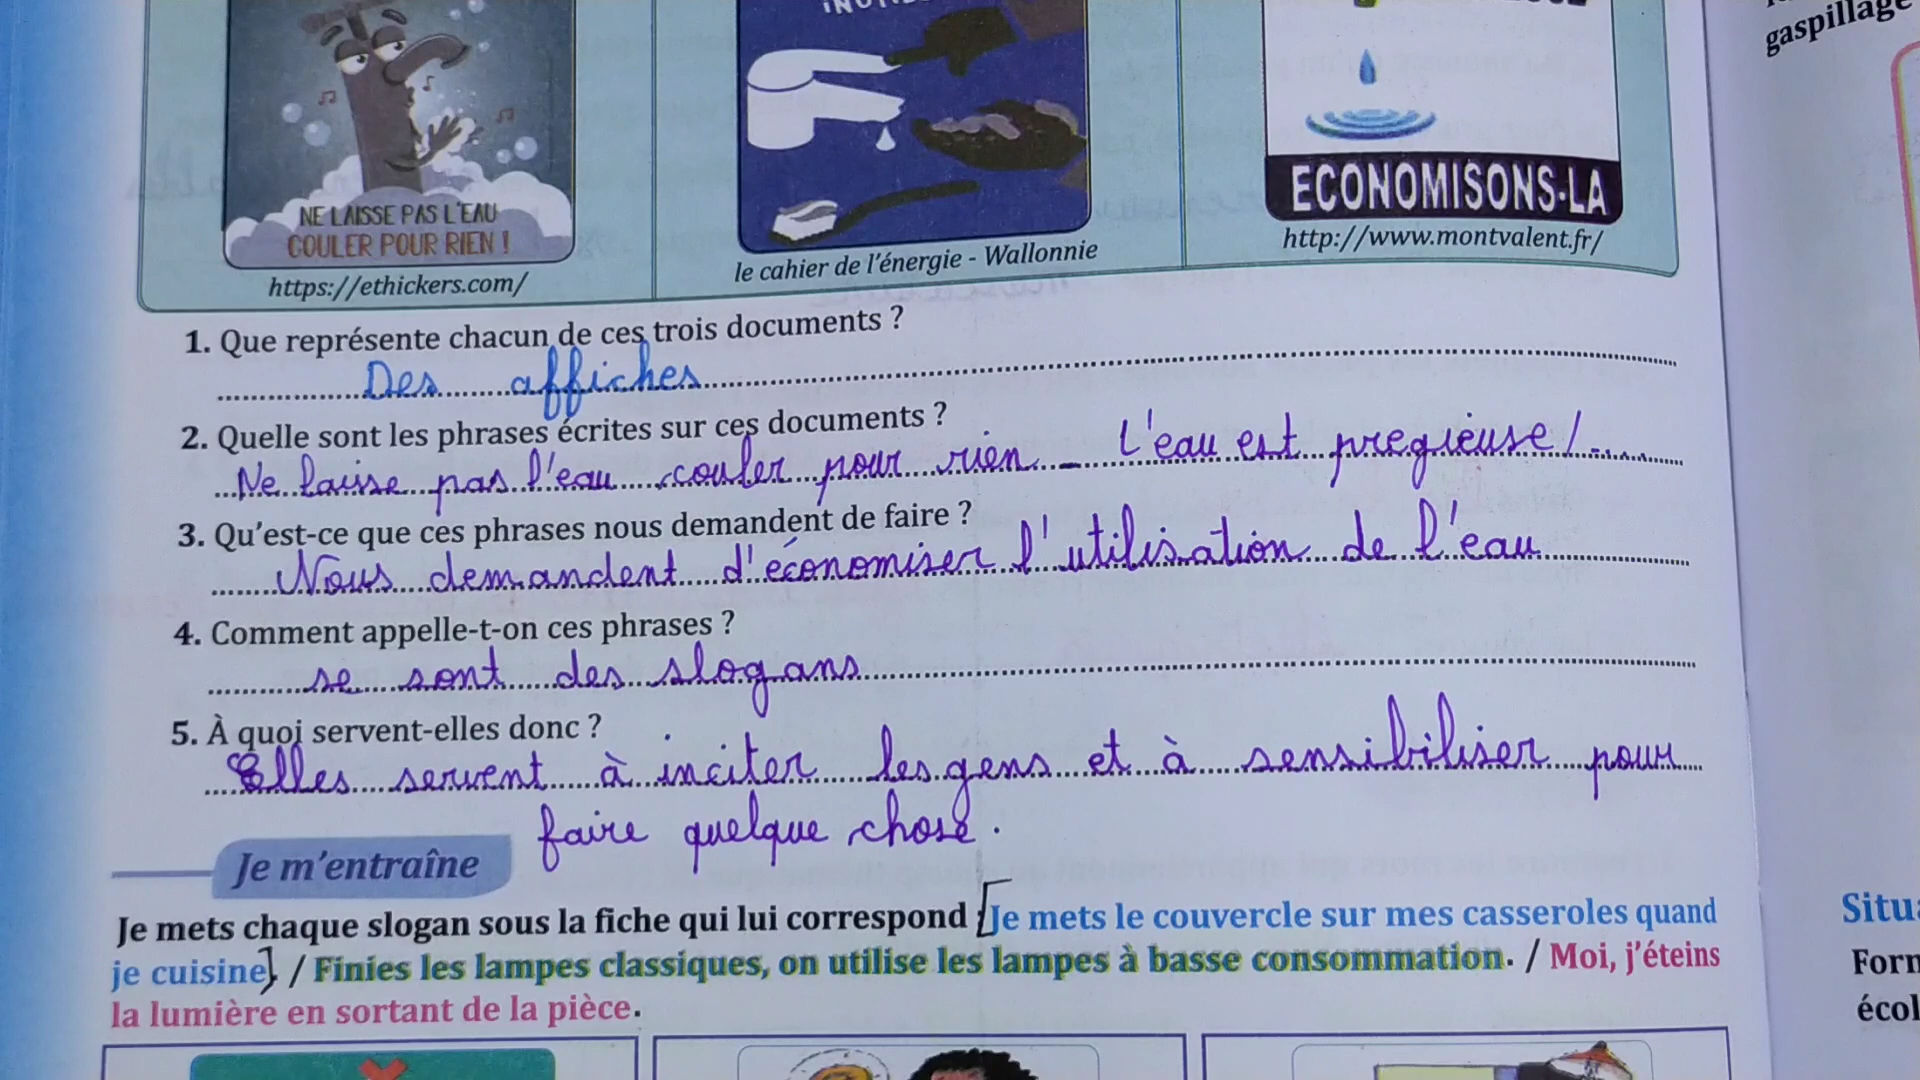 gaspillage
NE LAISSE PAS L'EAU
COULER POUR RIEN !
ECONOMISONS-LA
https://ethickers.com/
le cahier de l'énergie - Wallonnie
http://www.montvalent.fr/
1. Que représente chacun de ces trois documents ?
Des affiches
2. Quelle sont les phrases écrites sur ces documents ?
Ne laisse pas l'eau couler pour rien - L'eau est pregieuse/
3. Qu'est-ce que ces phrases nous demandent de faire ?
Nous demandent d'économiser l'utilisation de l'eau
4. Comment appelle-t-on ces phrases ?
se sont des slogans
5. À quoi servent-elles donc ?
Elles servent à inciter les gens et à sensibiliser pour
faire quelque chose.
Je m'entraîne
Je mets chaque slogan sous la fiche qui lui correspond : [Je mets le couvercle sur mes casseroles quand
je cuisine]. / Finies les lampes classiques, on utilise les lampes à basse consommation. / Moi, j'éteins
la lumière en sortant de la pièce.